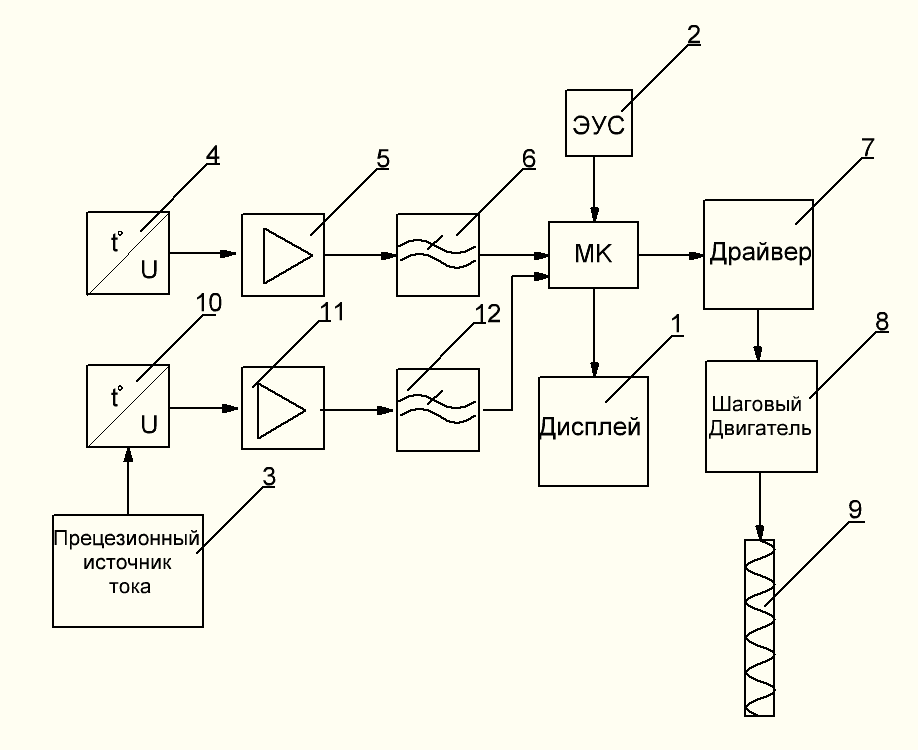 2
ЭУС
4
5
6
7
t°
U
МК
Драйвер
10
11
12
1
8
t°
U
Дисплей
Шаговый
Двигатель
3
9
Прецезионный
источник
тока